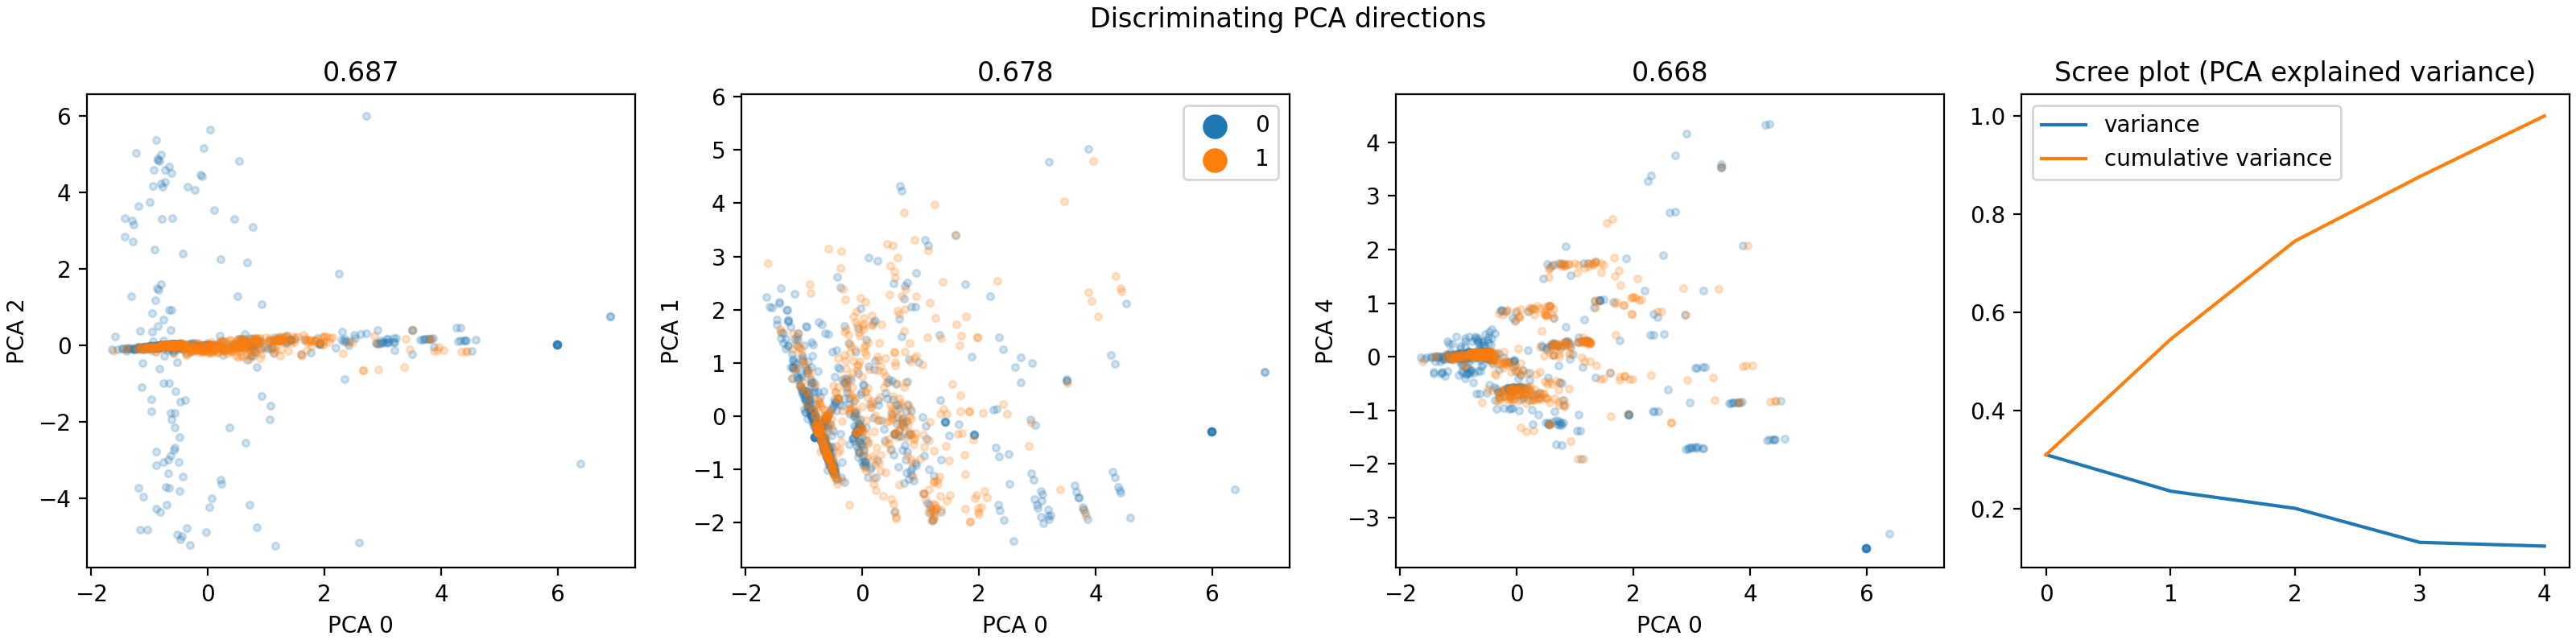 Discriminating PCA directions
0.687
6
4
2
0
−2
−4
PCA 2
−2 0 2 4 6
PCA 0
0.678
0
1
6
5
4
3
2
1
0
−1
−2
PCA 1
−2 0 2 4 6
PCA 0
0.668
4
3
2
1
0
−1
−2
−3
PCA 4
−2 0 2 4 6
PCA 0
Scree plot (PCA explained variance)
variance
cumulative variance
1.0
0.8
0.6
0.4
0.2
0 1 2 3 4